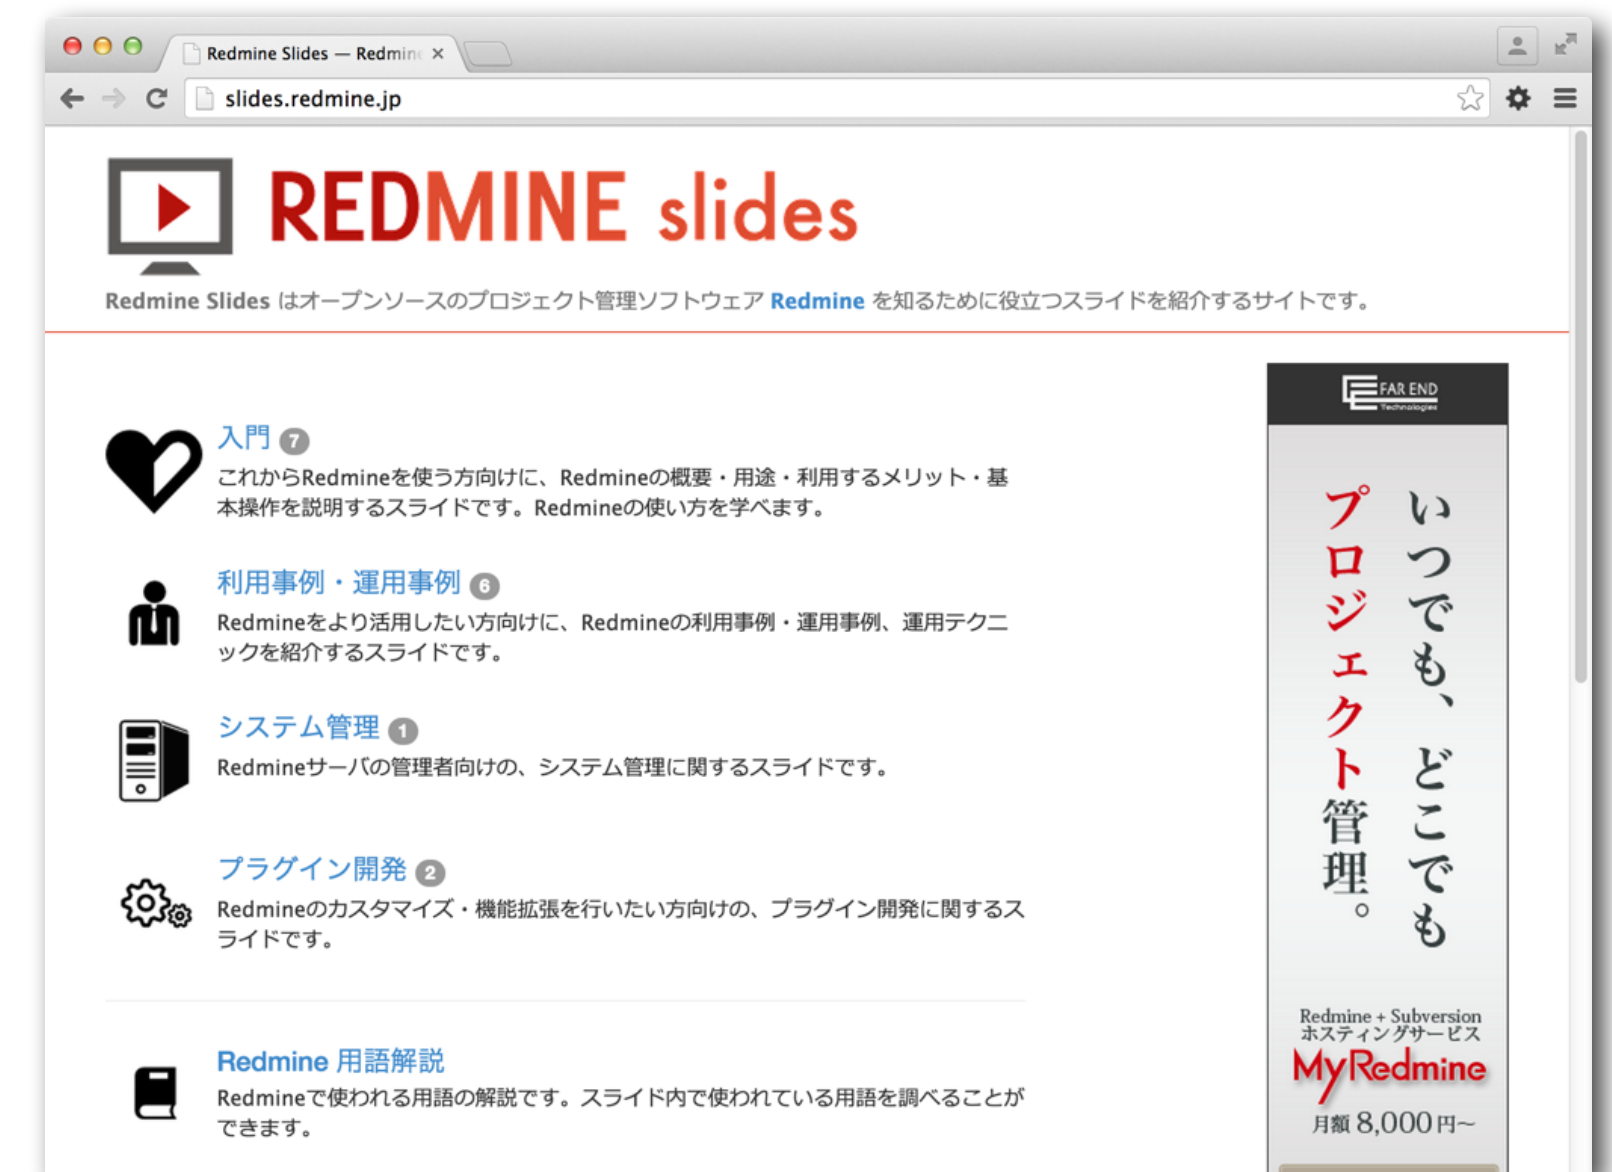 Redmine Slides — Redmine
slides.redmine.jp
REDMINE slides
Redmine Slides はオープンソースのプロジェクト管理ソフトウェア Redmine を知るために役立つスライドを紹介するサイトです。
入門 7
これからRedmineを使う方向けに、Redmineの概要・用途・利用するメリット・基
本操作を説明するスライドです。Redmineの使い方を学べます。
利用事例・運用事例 6
Redmineをより活用したい方向けに、Redmineの利用事例・運用事例、運用テクニ
ックを紹介するスライドです。
システム管理 1
Redmineサーバの管理者向けの、システム管理に関するスライドです。
プラグイン開発 2
Redmineのカスタマイズ・機能拡張を行いたい方向けの、プラグイン開発に関するス
ライドです。
Redmine 用語解説
Redmineで使われる用語の解説です。スライド内で使われている用語を調べることが
できます。
FAR END
Technologies
いつでも、どこでも
プロジェクト管理。
Redmine + Subversion
ホスティングサービス
MyRedmine
月額 8,000 円～